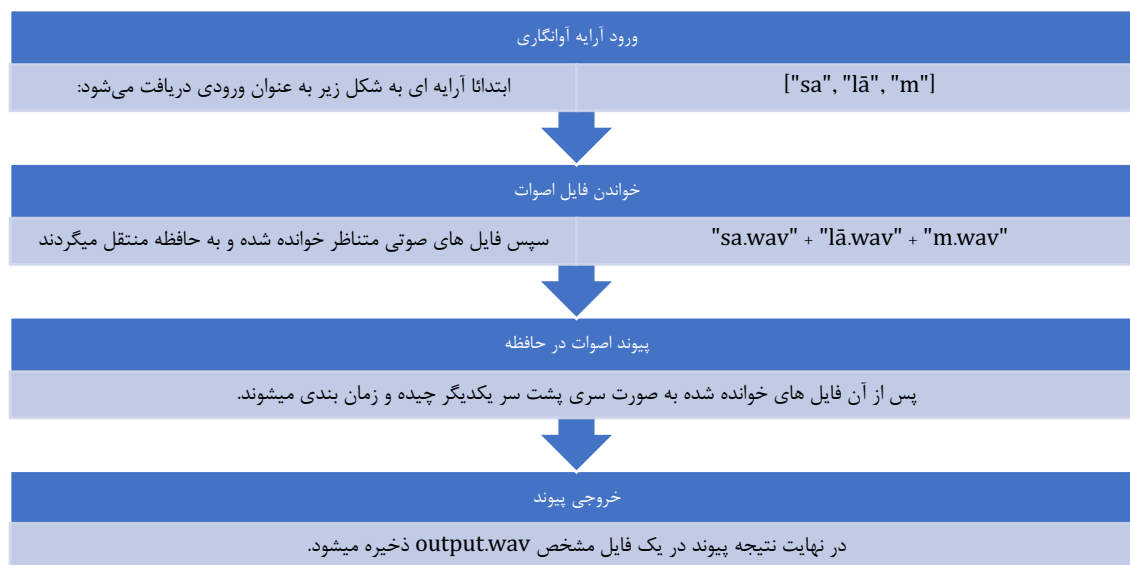 ورود آرایه آوانگاری
ابتدائا آرایه ای به شکل زیر به عنوان ورودی دریافت می‌شود:
["sa", "lā", "m"]
خواندن فایل اصوات
سپس فایل های صوتی متناظر خوانده شده و به حافظه منتقل میگردند
"sa.wav" + "lā.wav" + "m.wav"
پیوند اصوات در حافظه
پس از آن فایل های خوانده شده به صورت سری پشت سر یکدیگر چیده و زمان بندی میشوند.
خروجی پیوند
در نهایت نتیجه پیوند در یک فایل مشخص output.wav ذخیره میشود.